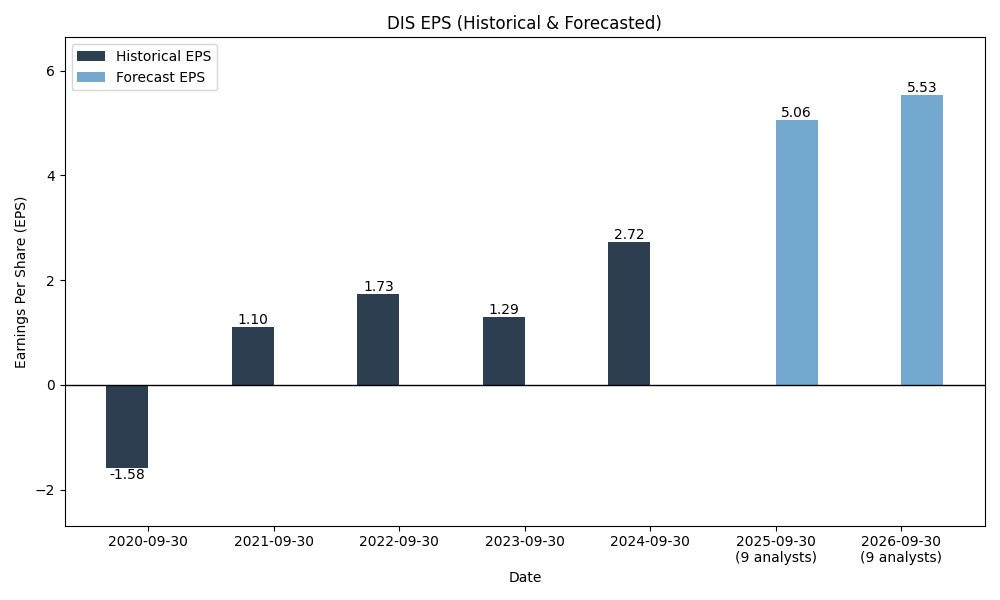 DIS EPS (Historical & Forecasted)
Historical EPS
Forecast EPS
Earnings Per Share (EPS)
6
4
2
0
−2
-1.58
1.10
1.73
1.29
2.72
5.06
5.53
2020-09-30
2021-09-30
2022-09-30
2023-09-30
2024-09-30
2025-09-30
(9 analysts)
2026-09-30
(9 analysts)
Date